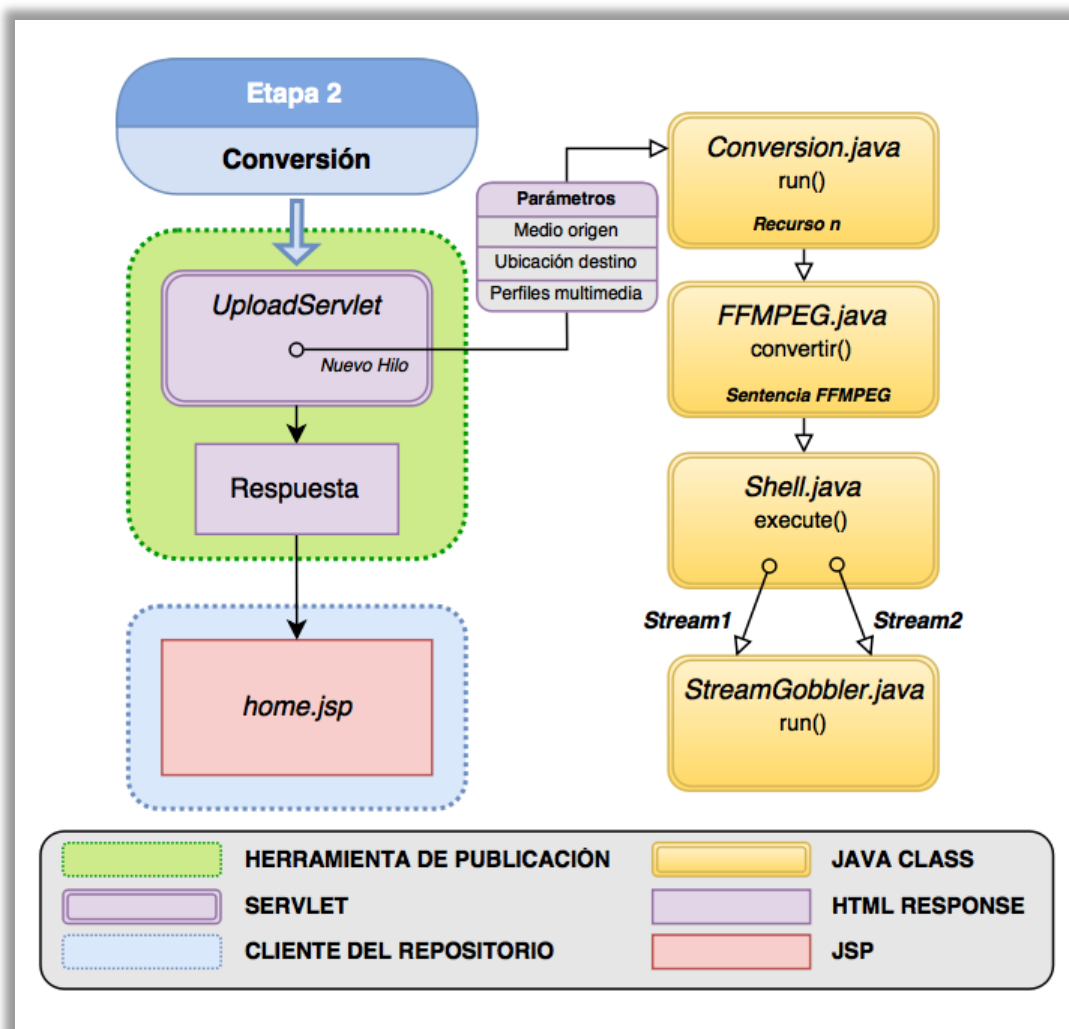 Etapa 2
Conversión
UploadServlet
Nuevo Hilo
Respuesta
home.jsp
Parámetros
Medio origen
Ubicación destino
Perfiles multimedia
Conversion.java
run()
Recurso n
FFMPEG.java
convertir()
Sentencia FFMPEG
Shell.java
execute()
Stream1
Stream2
StreamGobbler.java
run()
HERRAMIENTA DE PUBLICACIÓN
SERVLET
CLIENTE DEL REPOSITORIO
JAVA CLASS
HTML RESPONSE
JSP